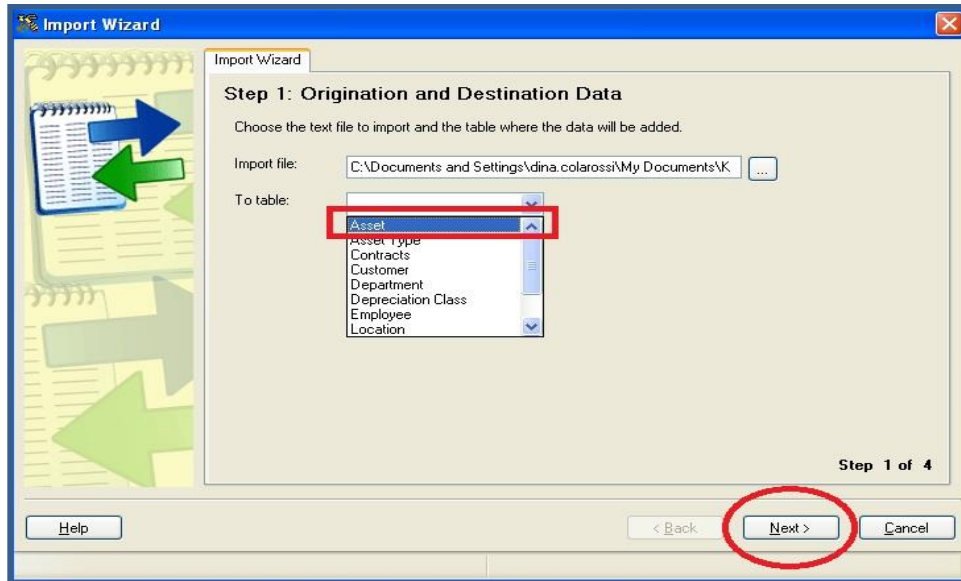 Import Wizard
Import Wizard
Step 1: Origination and Destination Data
Choose the text file to import and the table where the data will be added.
Import file: C:\Documents and Settings\dina.colarossi\My Documents\K ...
To table:
Asset
Asset Type
Contracts
Customer
Department
Depreciation Class
Employee
Location
Step 1 of 4
Help < Back Next > Cancel